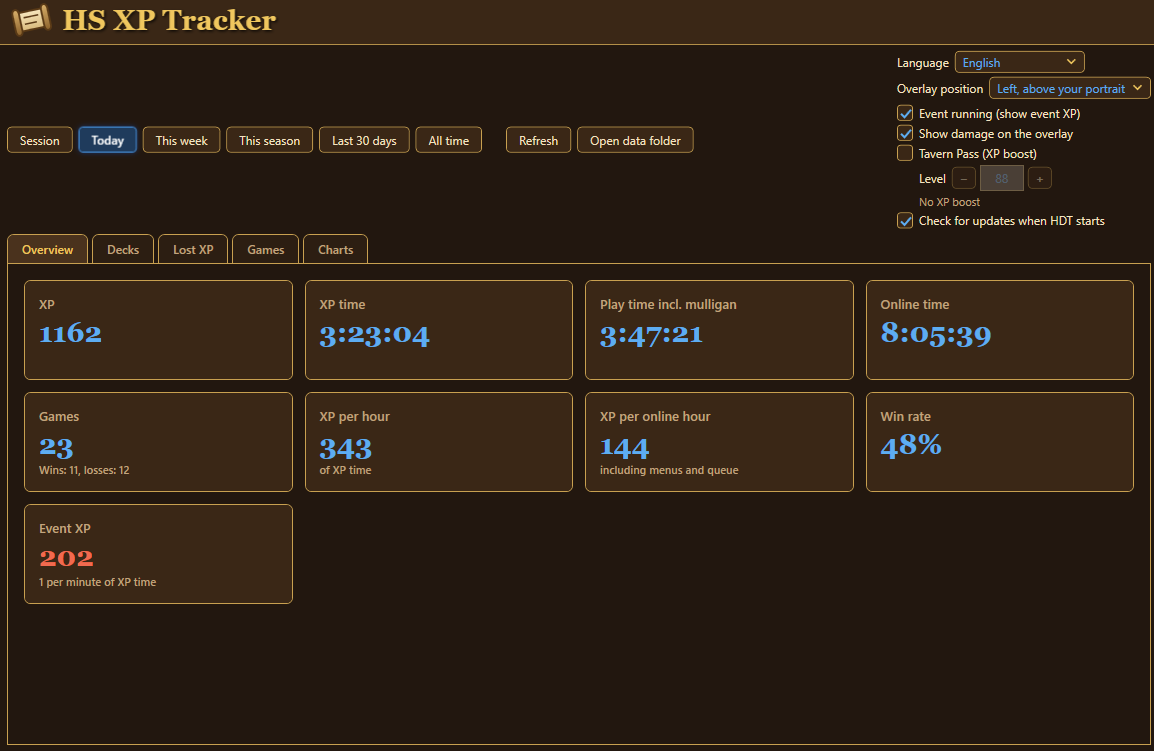 HS XP Tracker
Language English
Overlay position Left, above your portrait
Event running (show event XP)
Show damage on the overlay
Tavern Pass (XP boost)
Level − 88 +
No XP boost
Check for updates when HDT starts
Session Today This week This season Last 30 days All time Refresh Open data folder
Overview Decks Lost XP Games Charts
XP
1162
XP time
3:23:04
Play time incl. mulligan
3:47:21
Online time
8:05:39
Games
23
Wins: 11, losses: 12
XP per hour
343
of XP time
XP per online hour
144
including menus and queue
Win rate
48%
Event XP
202
1 per minute of XP time